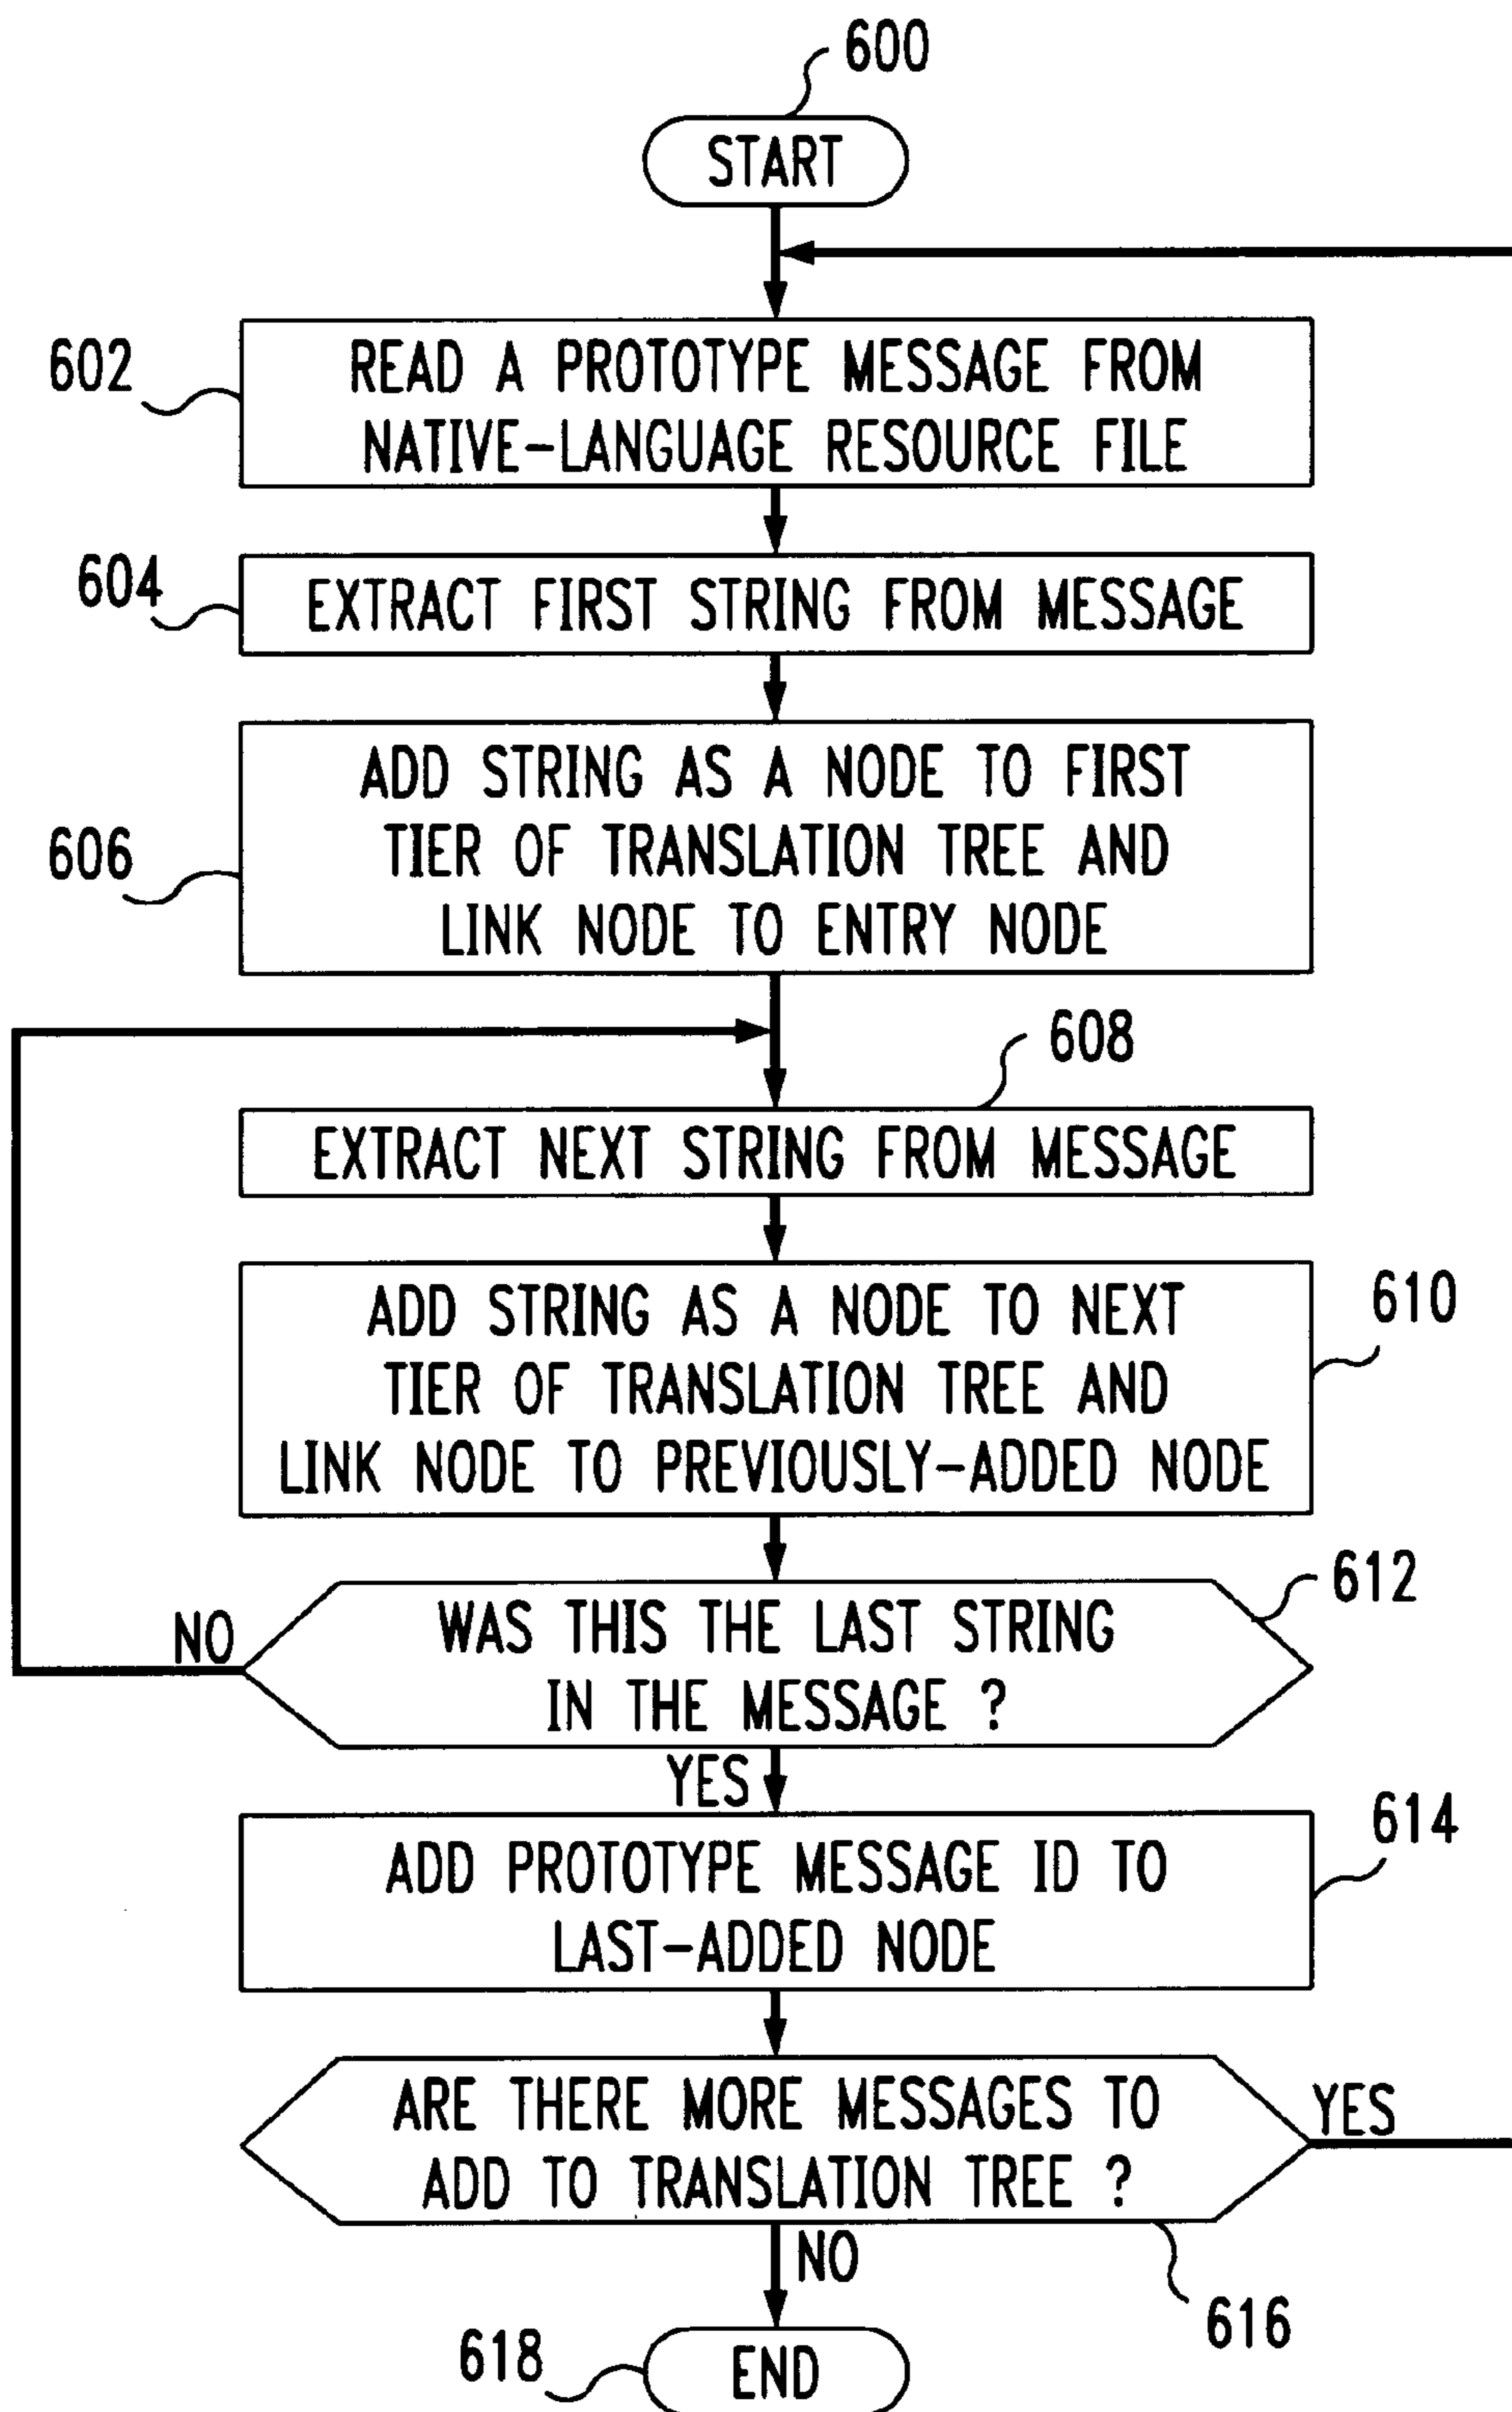 600
START
602
READ A PROTOTYPE MESSAGE FROM
NATIVE-LANGUAGE RESOURCE FILE
604
EXTRACT FIRST STRING FROM MESSAGE
606
ADD STRING AS A NODE TO FIRST
TIER OF TRANSLATION TREE AND
LINK NODE TO ENTRY NODE
608
EXTRACT NEXT STRING FROM MESSAGE
610
ADD STRING AS A NODE TO NEXT
TIER OF TRANSLATION TREE AND
LINK NODE TO PREVIOUSLY-ADDED NODE
612
NO
WAS THIS THE LAST STRING
IN THE MESSAGE ?
YES
614
ADD PROTOTYPE MESSAGE ID TO
LAST-ADDED NODE
ARE THERE MORE MESSAGES TO
ADD TO TRANSLATION TREE ?
YES
NO
616
618
END